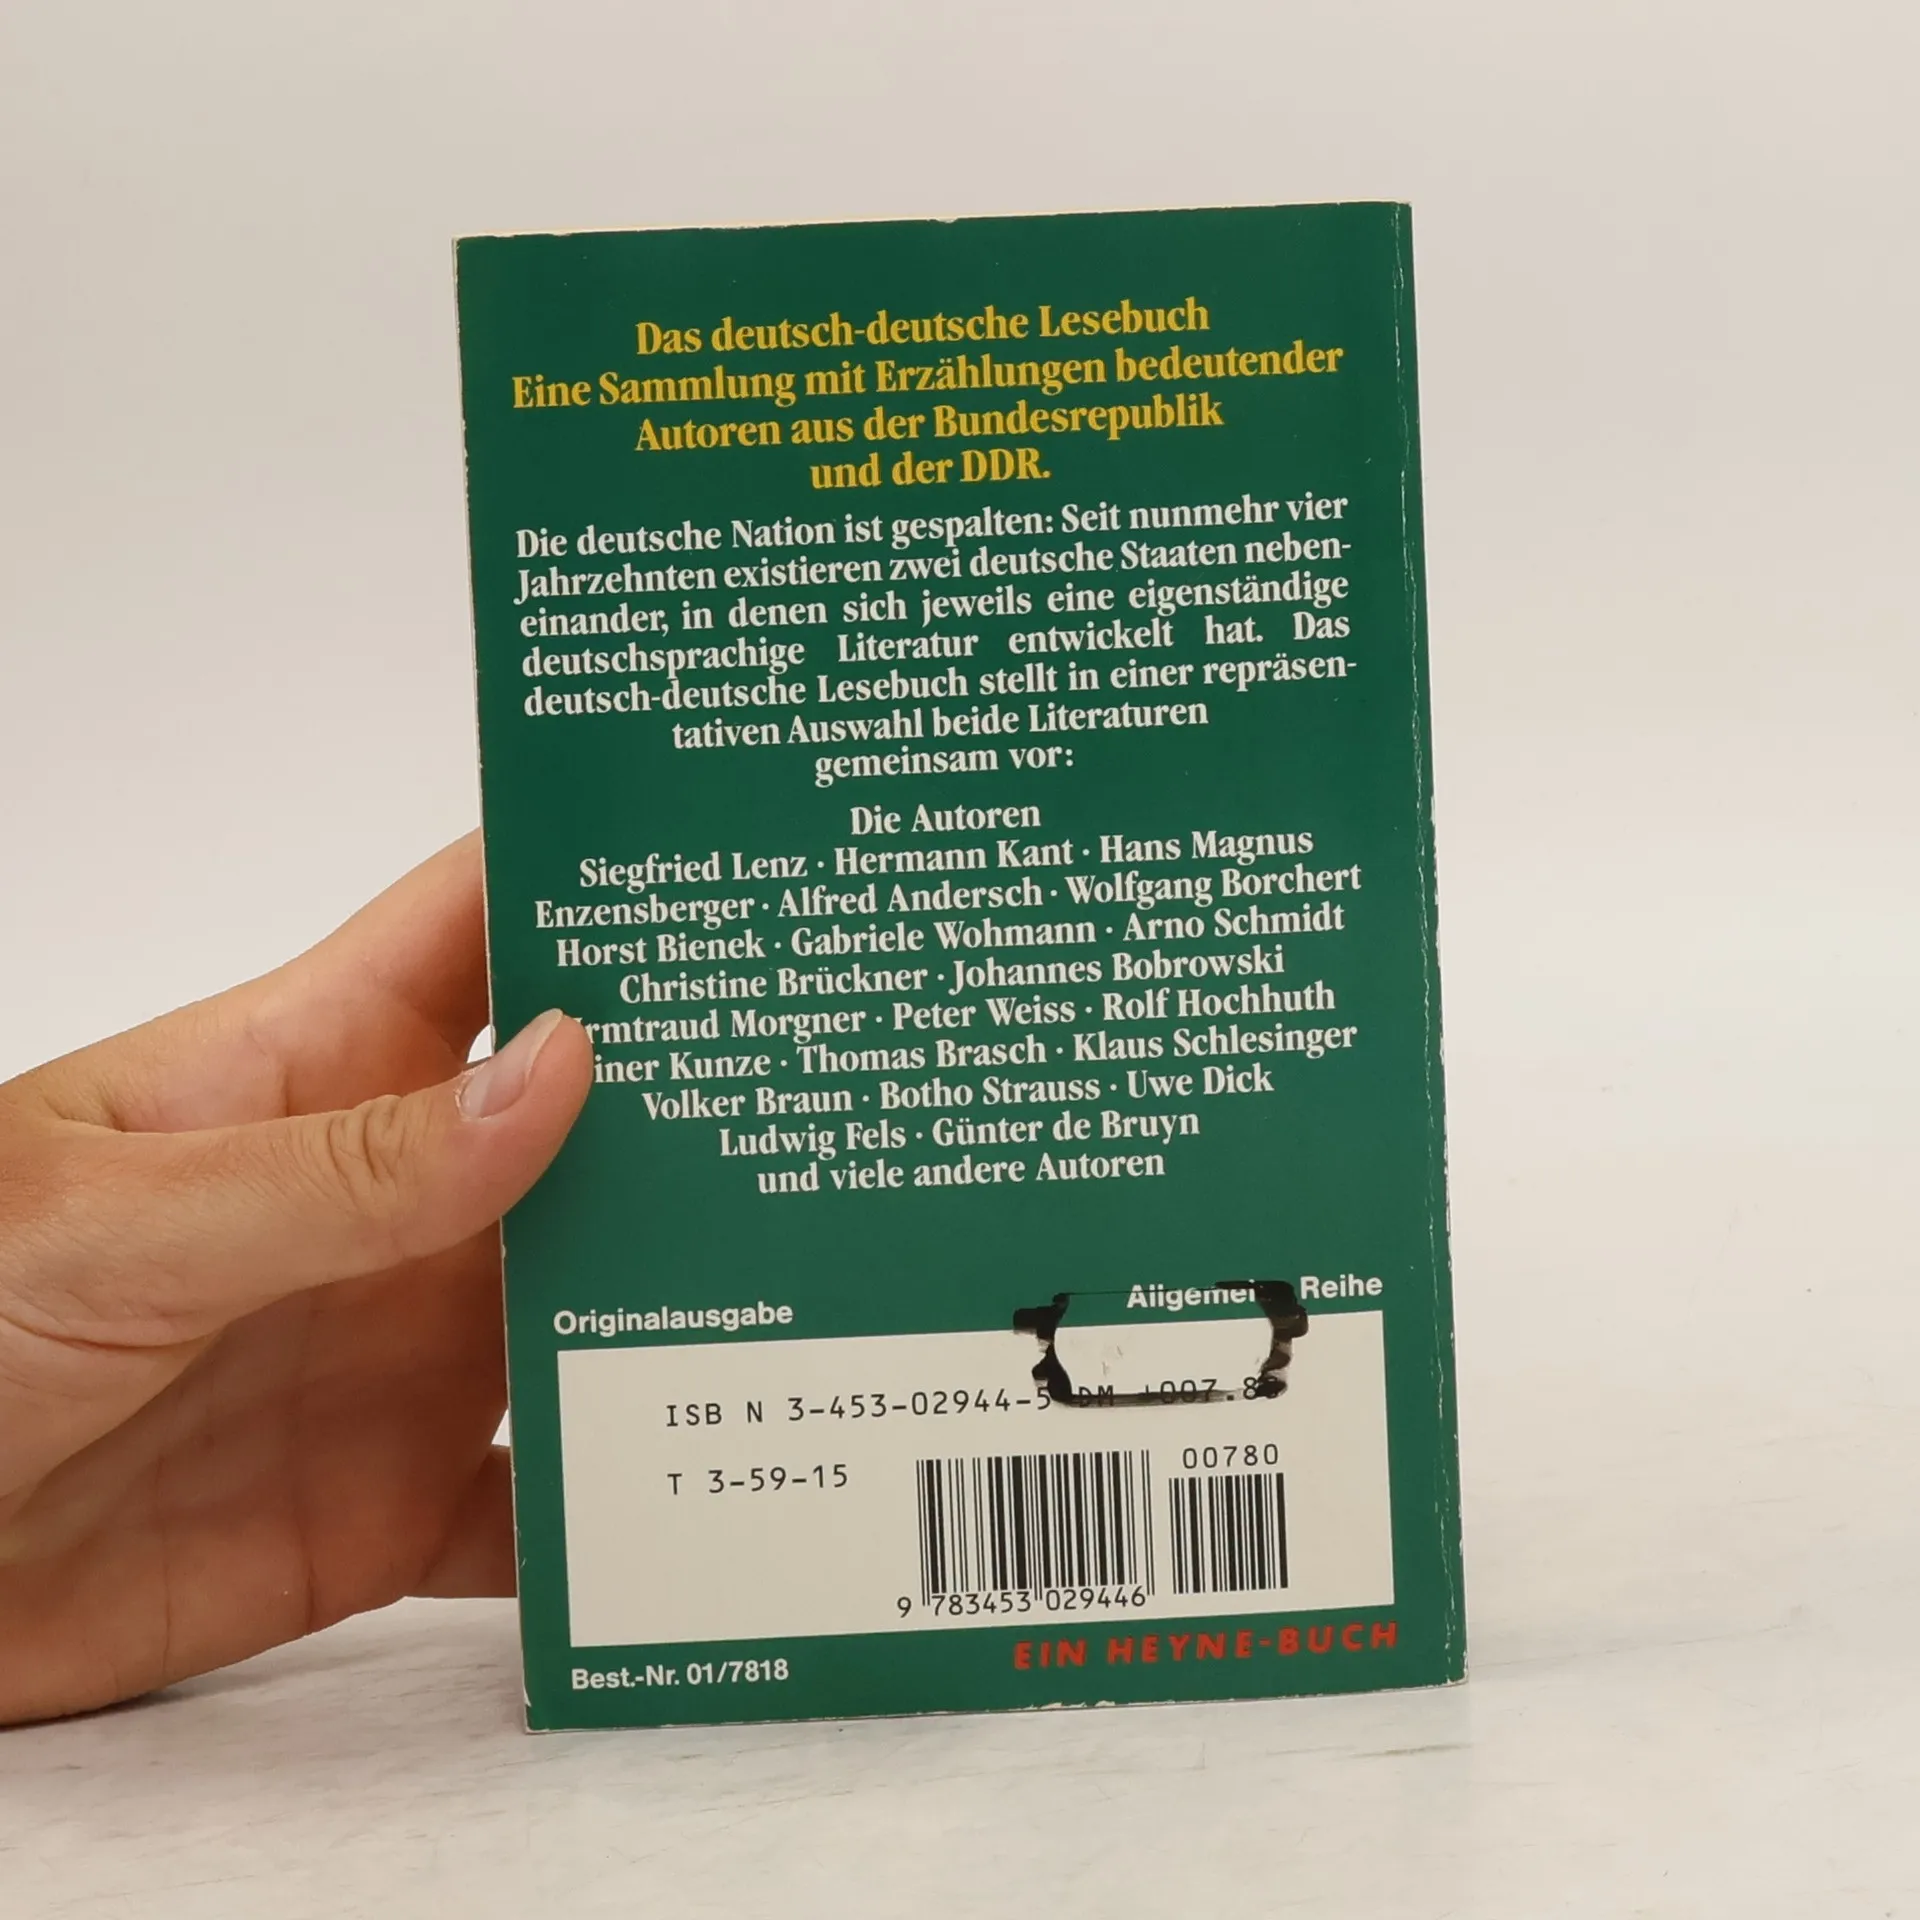 Das deutsch-deutsche Lesebuch
Eine Sammlung mit Erzählungen bedeutender
Autoren aus der Bundesrepublik
und der DDR.
Die deutsche Nation ist gespalten: Seit nunmehr vier
Jahrzehnten existieren zwei deutsche Staaten neben-
einander, in denen sich jeweils eine eigenständige
deutschsprachige Literatur entwickelt hat. Das
deutsch-deutsche Lesebuch stellt in einer repräsen-
tativen Auswahl beide Literaturen
gemeinsam vor:
Die Autoren
Siegfried Lenz · Hermann Kant · Hans Magnus
Enzensberger · Alfred Andersch · Wolfgang Borchert
Horst Bienek · Gabriele Wohmann · Arno Schmidt
Christine Brückner · Johannes Bobrowski
Morgner · Peter Weiss · Rolf Hochhuth
Kunze · Thomas Brasch · Klaus Schlesinger
Volker Braun · Botho Strauss · Uwe Dick
Ludwig Fels · Günter de Bruyn
und viele andere Autoren
Originalausgabe
Reihe
ISB N 3-453-02944-5 DM
T 3-59-15
00780
9 783453 029446
Best.-Nr. 01/7818
EIN HEYNE-BUCH